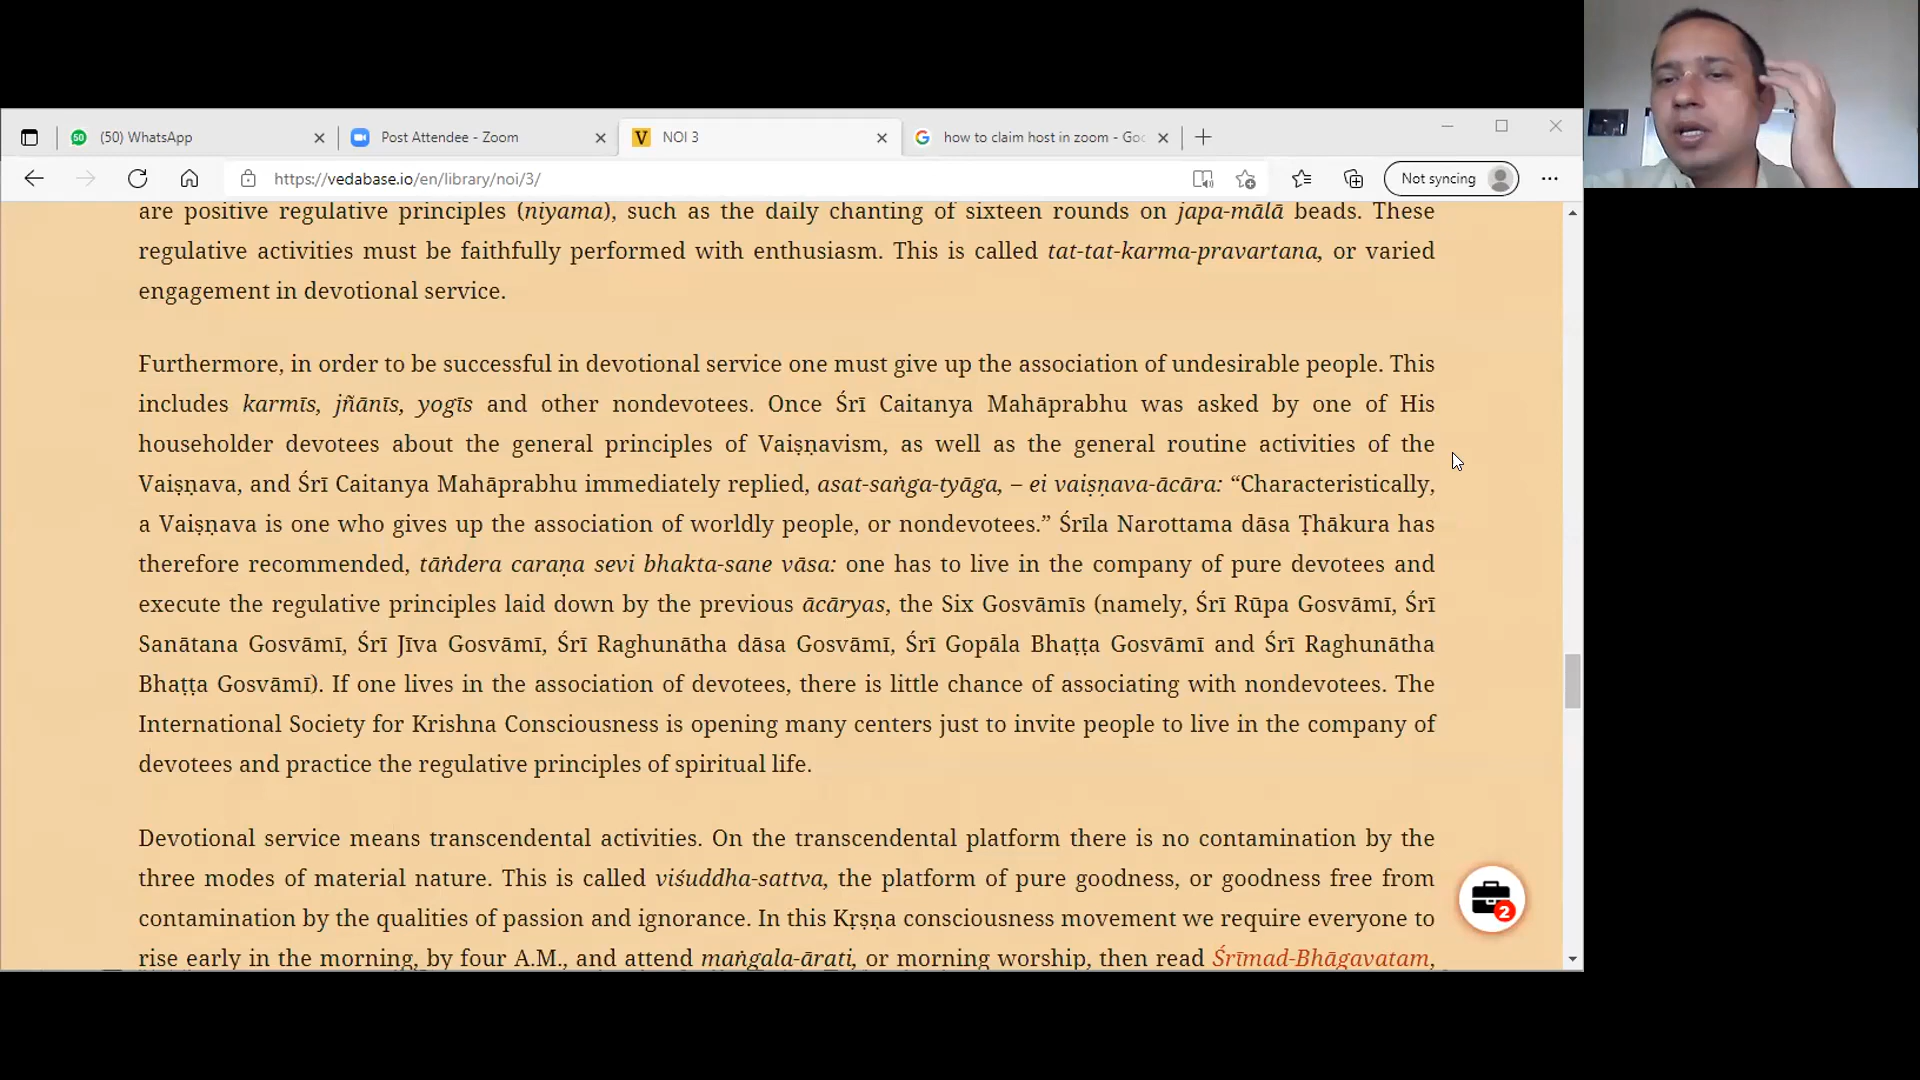 50
(50) WhatsApp
Post Attendee - Zoom
V
NOI 3
G
how to claim host in zoom - Goo
https://vedabase.io/en/library/noi/3/
Not syncing
are positive regulative principles (niyama), such as the daily chanting of sixteen rounds on japa-mālā beads. These
regulative activities must be faithfully performed with enthusiasm. This is called tat-tat-karma-pravartana, or varied
engagement in devotional service.
Furthermore, in order to be successful in devotional service one must give up the association of undesirable people. This
includes karmīs, jñānīs, yogīs and other nondevotees. Once Śrī Caitanya Mahāprabhu was asked by one of His
householder devotees about the general principles of Vaiṣṇavism, as well as the general routine activities of the
Vaiṣṇava, and Śrī Caitanya Mahāprabhu immediately replied, asat-saṅga-tyāga, – ei vaiṣṇava-ācāra: “Characteristically,
a Vaiṣṇava is one who gives up the association of worldly people, or nondevotees.” Śrīla Narottama dāsa Ṭhākura has
therefore recommended, tāṅdera caraṇa sevi bhakta-sane vāsa: one has to live in the company of pure devotees and
execute the regulative principles laid down by the previous ācāryas, the Six Gosvāmīs (namely, Śrī Rūpa Gosvāmī, Śrī
Sanātana Gosvāmī, Śrī Jīva Gosvāmī, Śrī Raghunātha dāsa Gosvāmī, Śrī Gopāla Bhaṭṭa Gosvāmī and Śrī Raghunātha
Bhaṭṭa Gosvāmī). If one lives in the association of devotees, there is little chance of associating with nondevotees. The
International Society for Krishna Consciousness is opening many centers just to invite people to live in the company of
devotees and practice the regulative principles of spiritual life.
Devotional service means transcendental activities. On the transcendental platform there is no contamination by the
three modes of material nature. This is called viśuddha-sattva, the platform of pure goodness, or goodness free from
contamination by the qualities of passion and ignorance. In this Kṛṣṇa consciousness movement we require everyone to
rise early in the morning, by four A.M., and attend maṅgala-ārati, or morning worship, then read Śrīmad-Bhāgavatam,
2